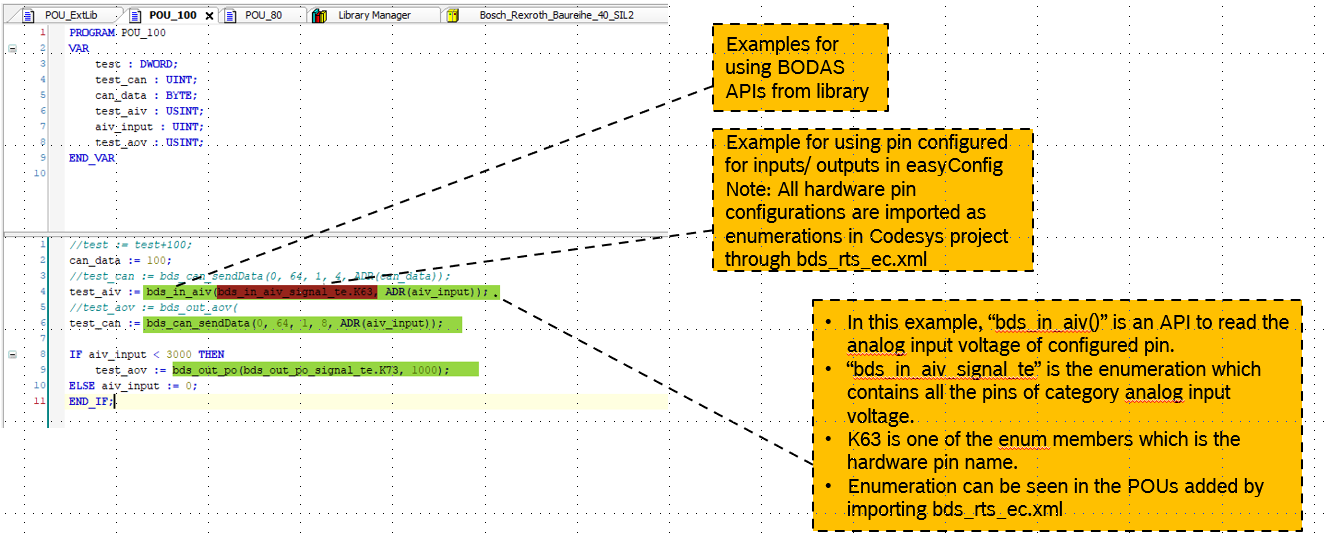 POU_ExtLib POU_100 x POU_80 Library Manager Bosch_Rexroth_Baureihe_40_SIL2
1 PROGRAM POU_100
2 VAR
3 test : DWORD;
4 test_can : UINT;
5 can_data : BYTE;
6 test_aiv : USINT;
7 aiv_input : UINT;
8 test_aov : USINT;
9 END_VAR
10
1 //test := test+100;
2 can_data := 100;
3 //test_can := bds_can_sendData(0, 64, 1, 4, ADR(can_data));
4 test_aiv := bds_in_aiv(bds_in_aiv_signal_te.K63, ADR(aiv_input));
5 //test_aov := bds_out_aov(
6 test_can := bds_can_sendData(0, 64, 1, 8, ADR(aiv_input));
7
8 IF aiv_input < 3000 THEN
9 test_aov := bds_out_po(bds_out_po_signal_te.K73, 1000);
10 ELSE aiv_input := 0;
11 END_IF;
Examples for
using BODAS
APIs from library
Example for using pin configured
for inputs/ outputs in easyConfig
Note: All hardware pin
configurations are imported as
enumerations in Codesys project
through bds_rts_ec.xml
• In this example, “bds_in_aiv()” is an API to read the
analog input voltage of configured pin.
• “bds_in_aiv_signal_te” is the enumeration which
contains all the pins of category analog input
voltage.
• K63 is one of the enum members which is the
hardware pin name.
• Enumeration can be seen in the POUs added by
importing bds_rts_ec.xml